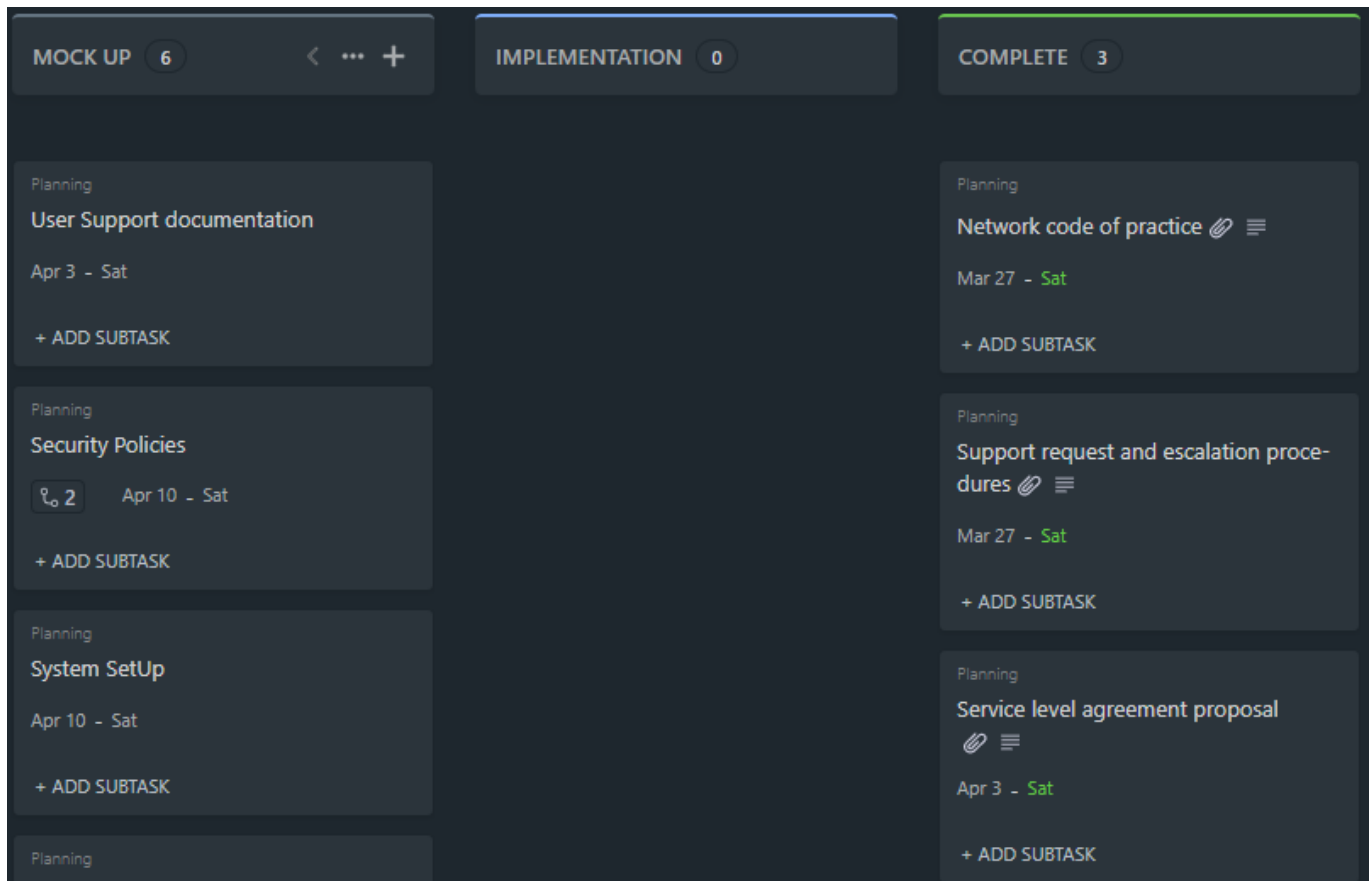 MOCK UP 6
Planning
User Support documentation
Apr 3 - Sat
+ ADD SUBTASK
Planning
Security Policies
2 Apr 10 - Sat
+ ADD SUBTASK
Planning
System SetUp
Apr 10 - Sat
+ ADD SUBTASK
Planning
IMPLEMENTATION 0
COMPLETE 3
Planning
Network code of practice
Mar 27 - Sat
+ ADD SUBTASK
Planning
Support request and escalation proce-
dures
Mar 27 - Sat
+ ADD SUBTASK
Planning
Service level agreement proposal
Apr 3 - Sat
+ ADD SUBTASK